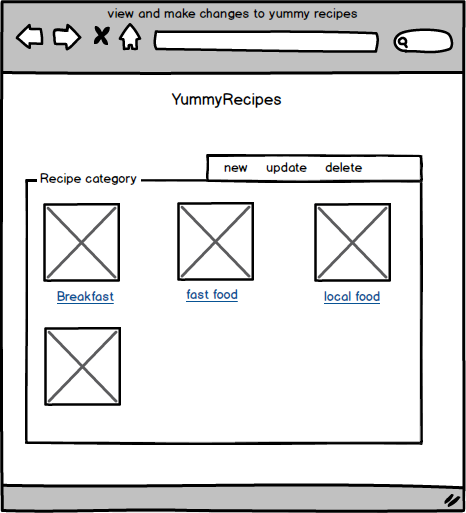 view and make changes to yummy recipes
YummyRecipes
new update delete
Recipe category
Breakfast
fast food
local food